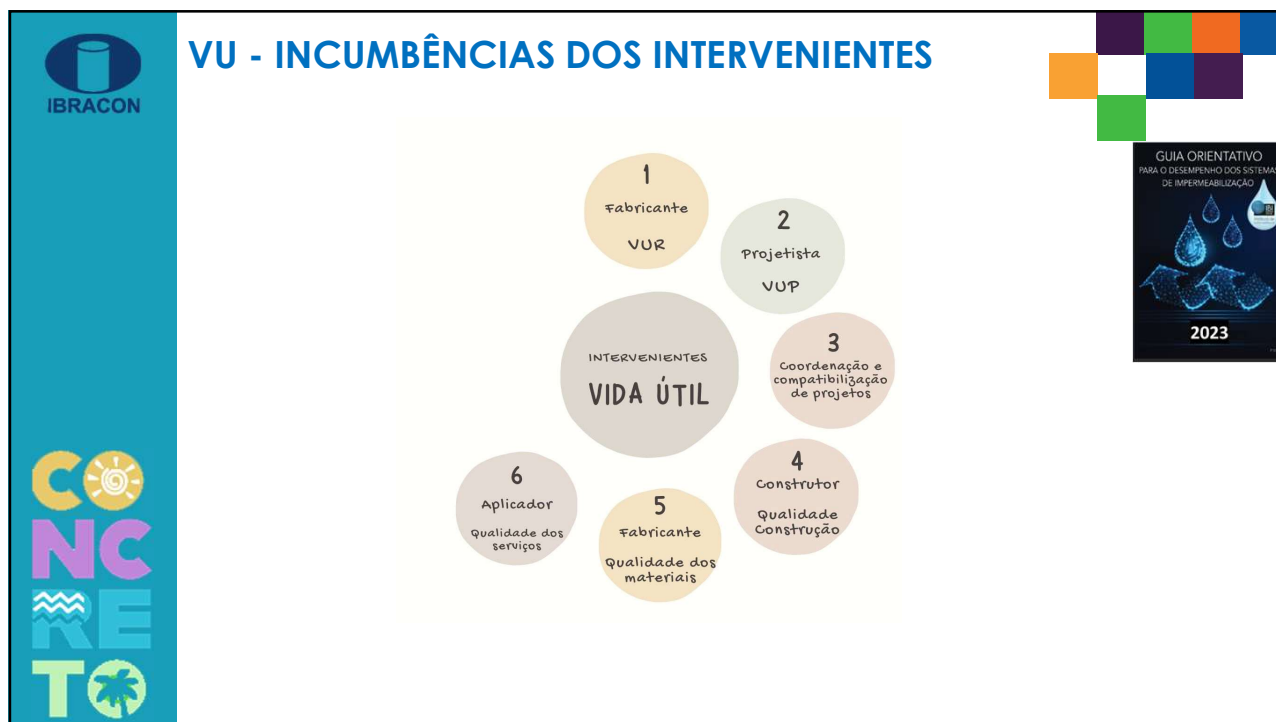 VU - INCUMBÊNCIAS DOS INTERVENIENTES
IBRACON
GUIA ORIENTATIVO
PARA O DESEMPENHO DOS SISTEMAS
DE IMPERMEABILIZAÇÃO
2023
1
Fabricante
VUR
2
Projetista
VUP
INTERVENIENTES
VIDA ÚTIL
3
Coordenação e
compatibilização
de projetos
4
Construtor
Qualidade
Construção
5
Fabricante
Qualidade dos
materiais
6
Aplicador
Qualidade dos
serviços
CO
NC
RE
TO